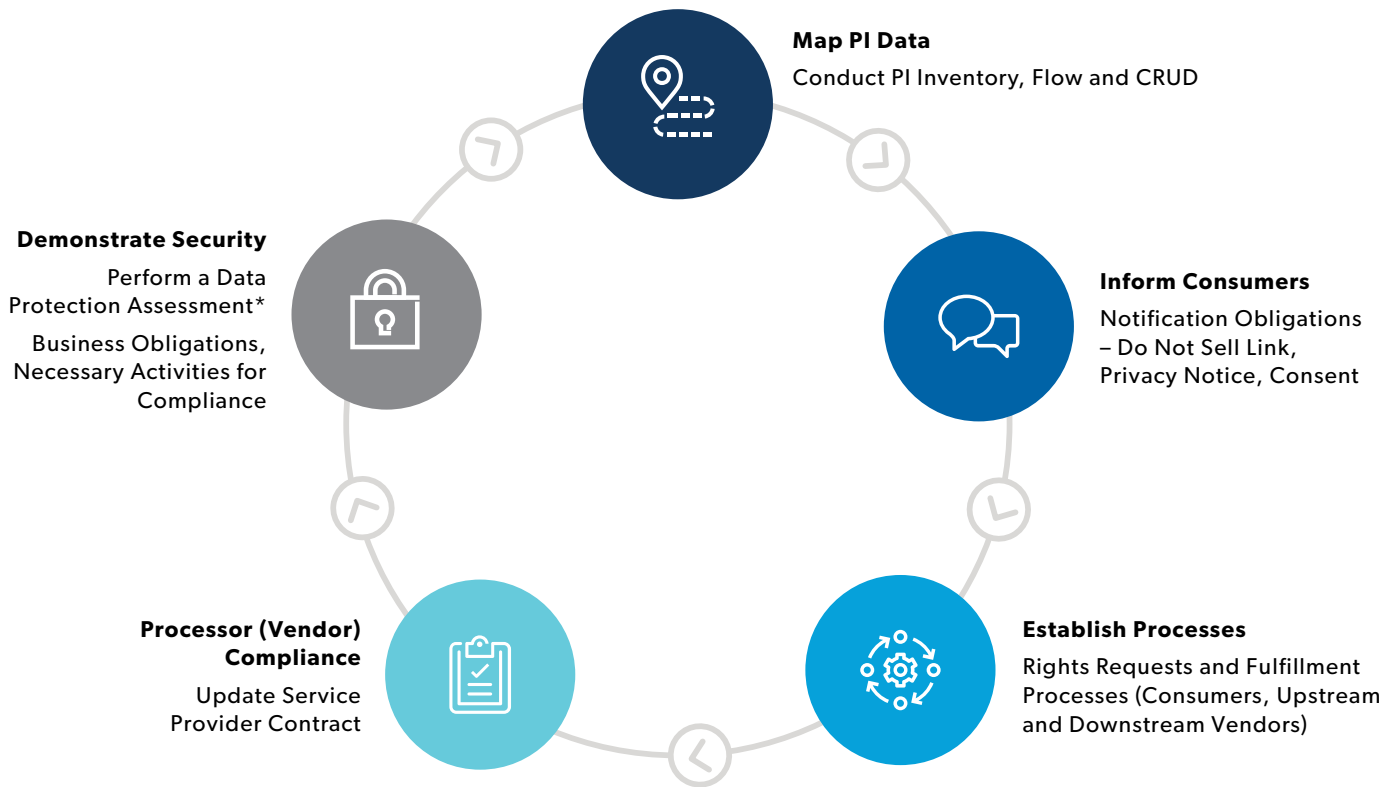 Map PI Data
Conduct PI Inventory, Flow and CRUD
Inform Consumers
Notification Obligations
– Do Not Sell Link,
Privacy Notice, Consent
Establish Processes
Rights Requests and Fulfillment
Processes (Consumers, Upstream
and Downstream Vendors)
Processor (Vendor)
Compliance
Update Service
Provider Contract
Demonstrate Security
Perform a Data
Protection Assessment*
Business Obligations,
Necessary Activities for
Compliance